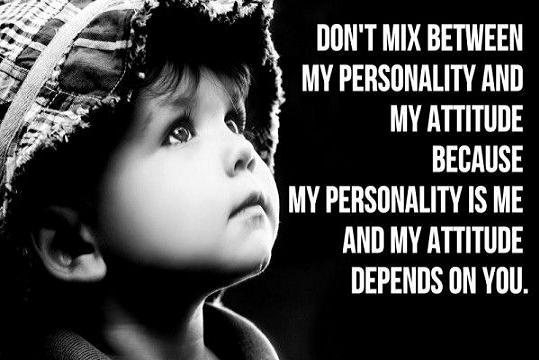 DON'T MIX BETWEEN
MY PERSONALITY AND
MY ATTITUDE
BECAUSE
MY PERSONALITY IS ME
AND MY ATTITUDE
DEPENDS ON YOU.